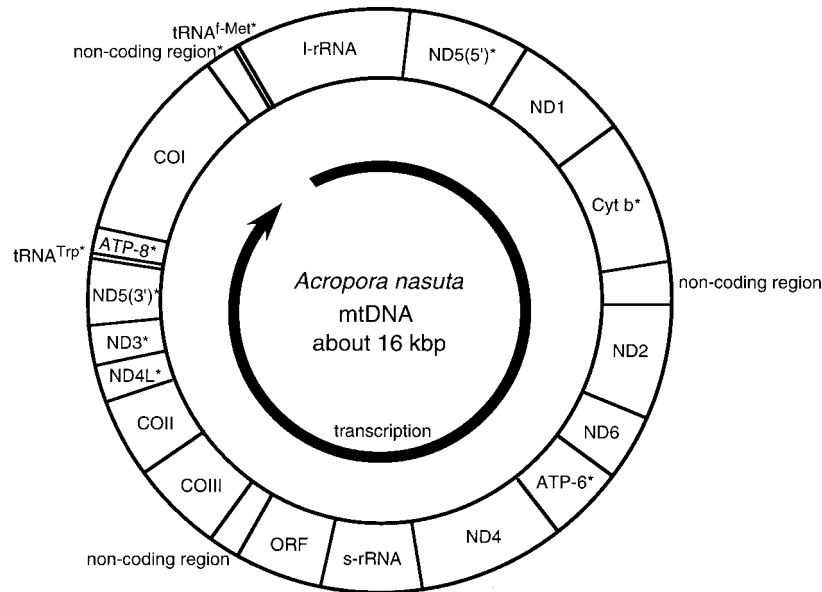 tRNAf-Met*
non-coding region*
l-rRNA
ND5(5')*
ND1
Cyt b*
non-coding region
ND2
ND6
ATP-6*
ND4
s-rRNA
ORF
non-coding region
COIII
COII
ND4L*
ND3*
ND5(3')*
tRNATrp*
ATP-8*
COI
Acropora nasuta
mtDNA
about 16 kbp
transcription